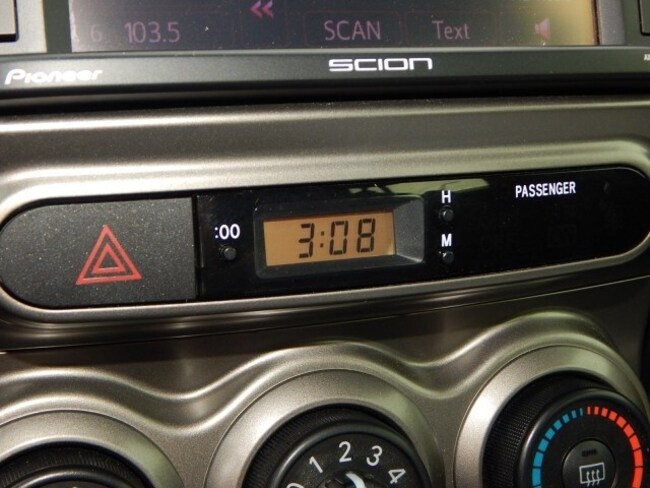 6 103.5 SCAN Text
Pioneer SCION
H PASSENGER
:00 3:08
M
1 2 3 4